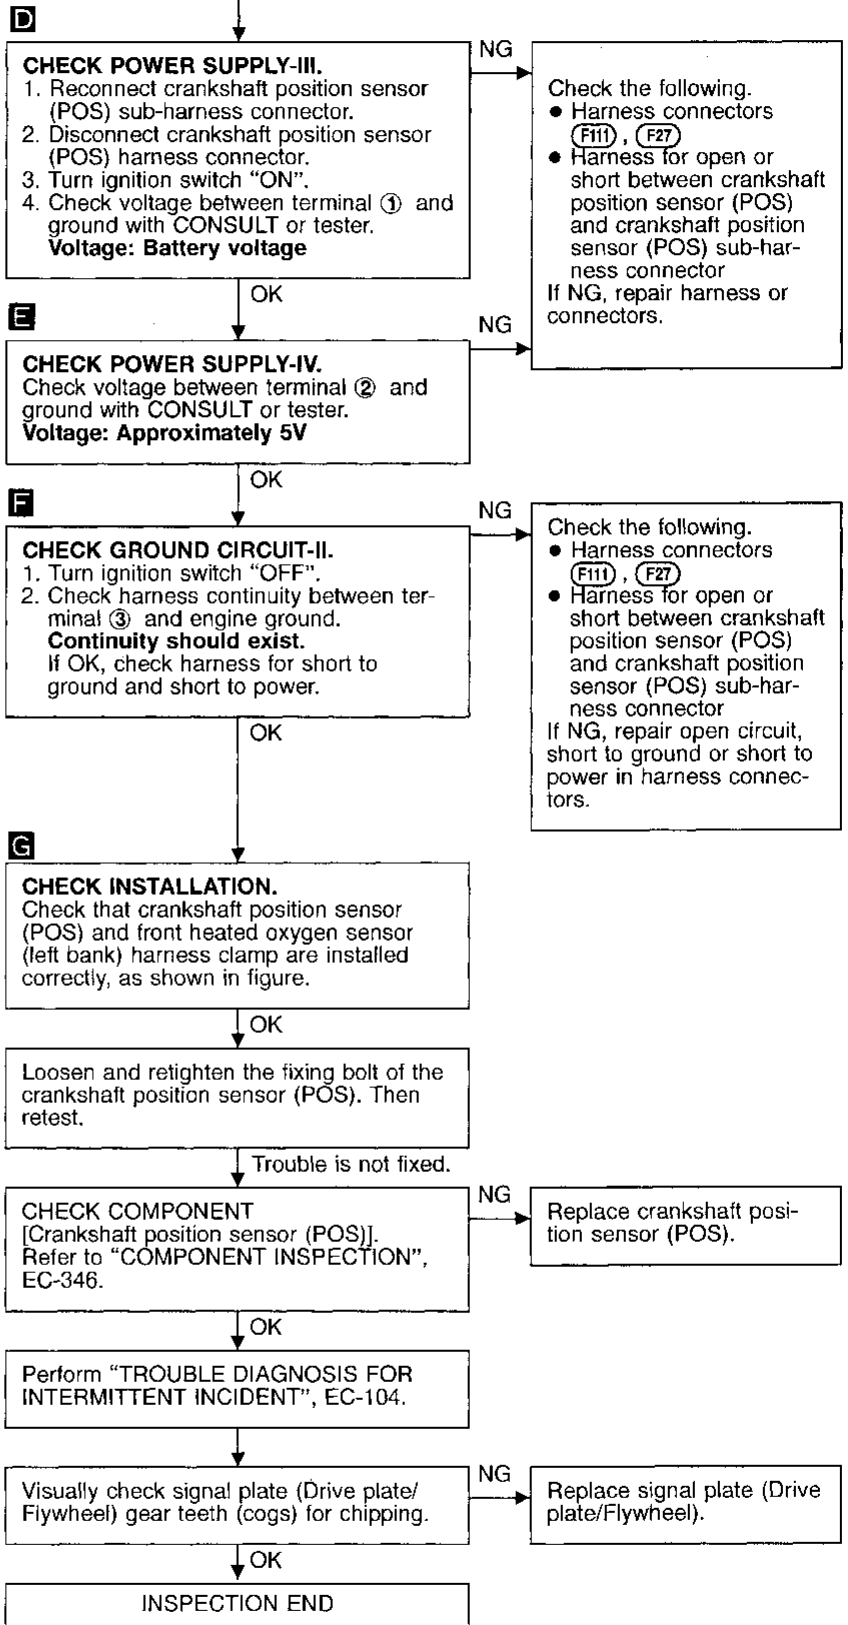 D
CHECK POWER SUPPLY-III.
1. Reconnect crankshaft position sensor
(POS) sub-harness connector.
2. Disconnect crankshaft position sensor
(POS) harness connector.
3. Turn ignition switch “ON”.
4. Check voltage between terminal ① and
ground with CONSULT or tester.
Voltage: Battery voltage
NG
Check the following.
● Harness connectors
F111 , F27
● Harness for open or
short between crankshaft
position sensor (POS)
and crankshaft position
sensor (POS) sub-har-
ness connector
If NG, repair harness or
connectors.
OK
E
CHECK POWER SUPPLY-IV.
Check voltage between terminal ② and
ground with CONSULT or tester.
Voltage: Approximately 5V
NG
OK
F
CHECK GROUND CIRCUIT-II.
1. Turn ignition switch “OFF”.
2. Check harness continuity between ter-
minal ③ and engine ground.
Continuity should exist.
If OK, check harness for short to
ground and short to power.
NG
Check the following.
● Harness connectors
F111 , F27
● Harness for open or
short between crankshaft
position sensor (POS)
and crankshaft position
sensor (POS) sub-har-
ness connector
If NG, repair open circuit,
short to ground or short to
power in harness connec-
tors.
OK
G
CHECK INSTALLATION.
Check that crankshaft position sensor
(POS) and front heated oxygen sensor
(left bank) harness clamp are installed
correctly, as shown in figure.
OK
Loosen and retighten the fixing bolt of the
crankshaft position sensor (POS). Then
retest.
Trouble is not fixed.
CHECK COMPONENT
[Crankshaft position sensor (POS)].
Refer to “COMPONENT INSPECTION”,
EC-346.
NG
Replace crankshaft posi-
tion sensor (POS).
OK
Perform “TROUBLE DIAGNOSIS FOR
INTERMITTENT INCIDENT”, EC-104.
Visually check signal plate (Drive plate/
Flywheel) gear teeth (cogs) for chipping.
NG
Replace signal plate (Drive
plate/Flywheel).
OK
INSPECTION END